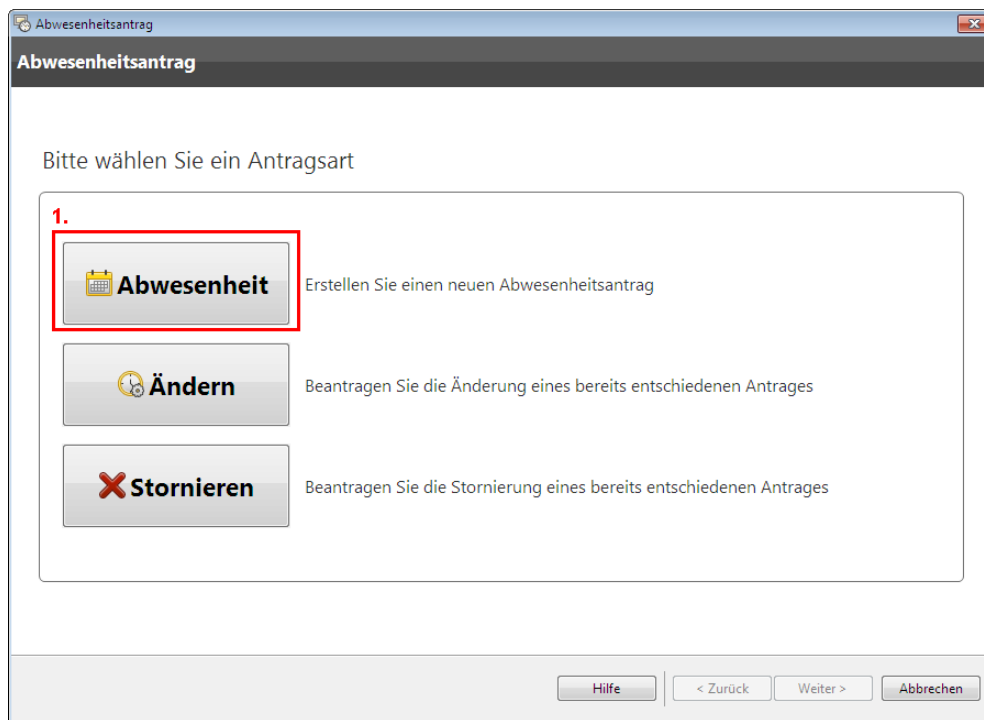 Abwesenheitsantrag
Abwesenheitsantrag
Bitte wählen Sie ein Antragsart
1.
Abwesenheit
Erstellen Sie einen neuen Abwesenheitsantrag
Ändern
Beantragen Sie die Änderung eines bereits entschiedenen Antrages
Stornieren
Beantragen Sie die Stornierung eines bereits entschiedenen Antrages
Hilfe
< Zurück
Weiter >
Abbrechen